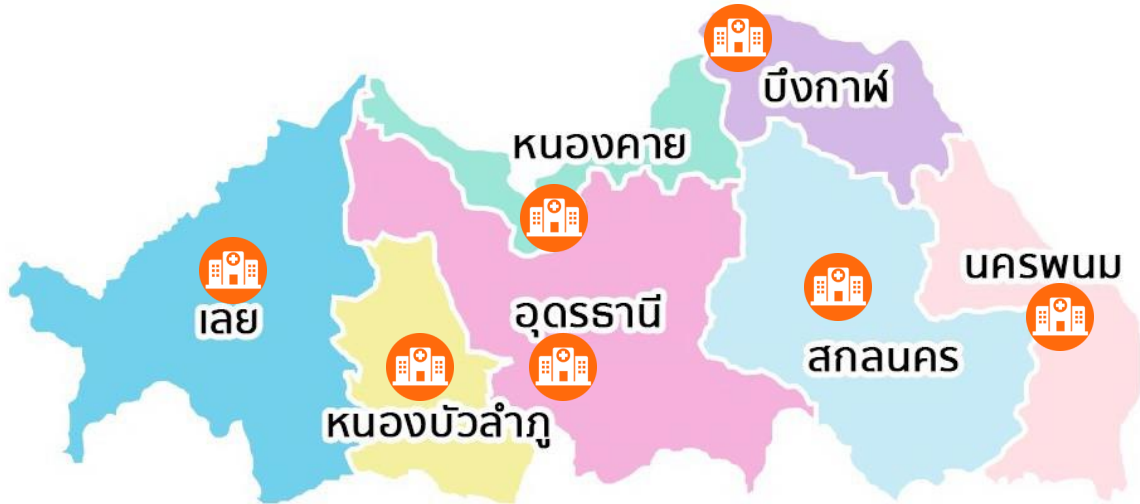 บึงกาฬ
หนองคาย
นครพนม
เลย
อุดรธานี
สกลนคร
หนองบัวลำภู